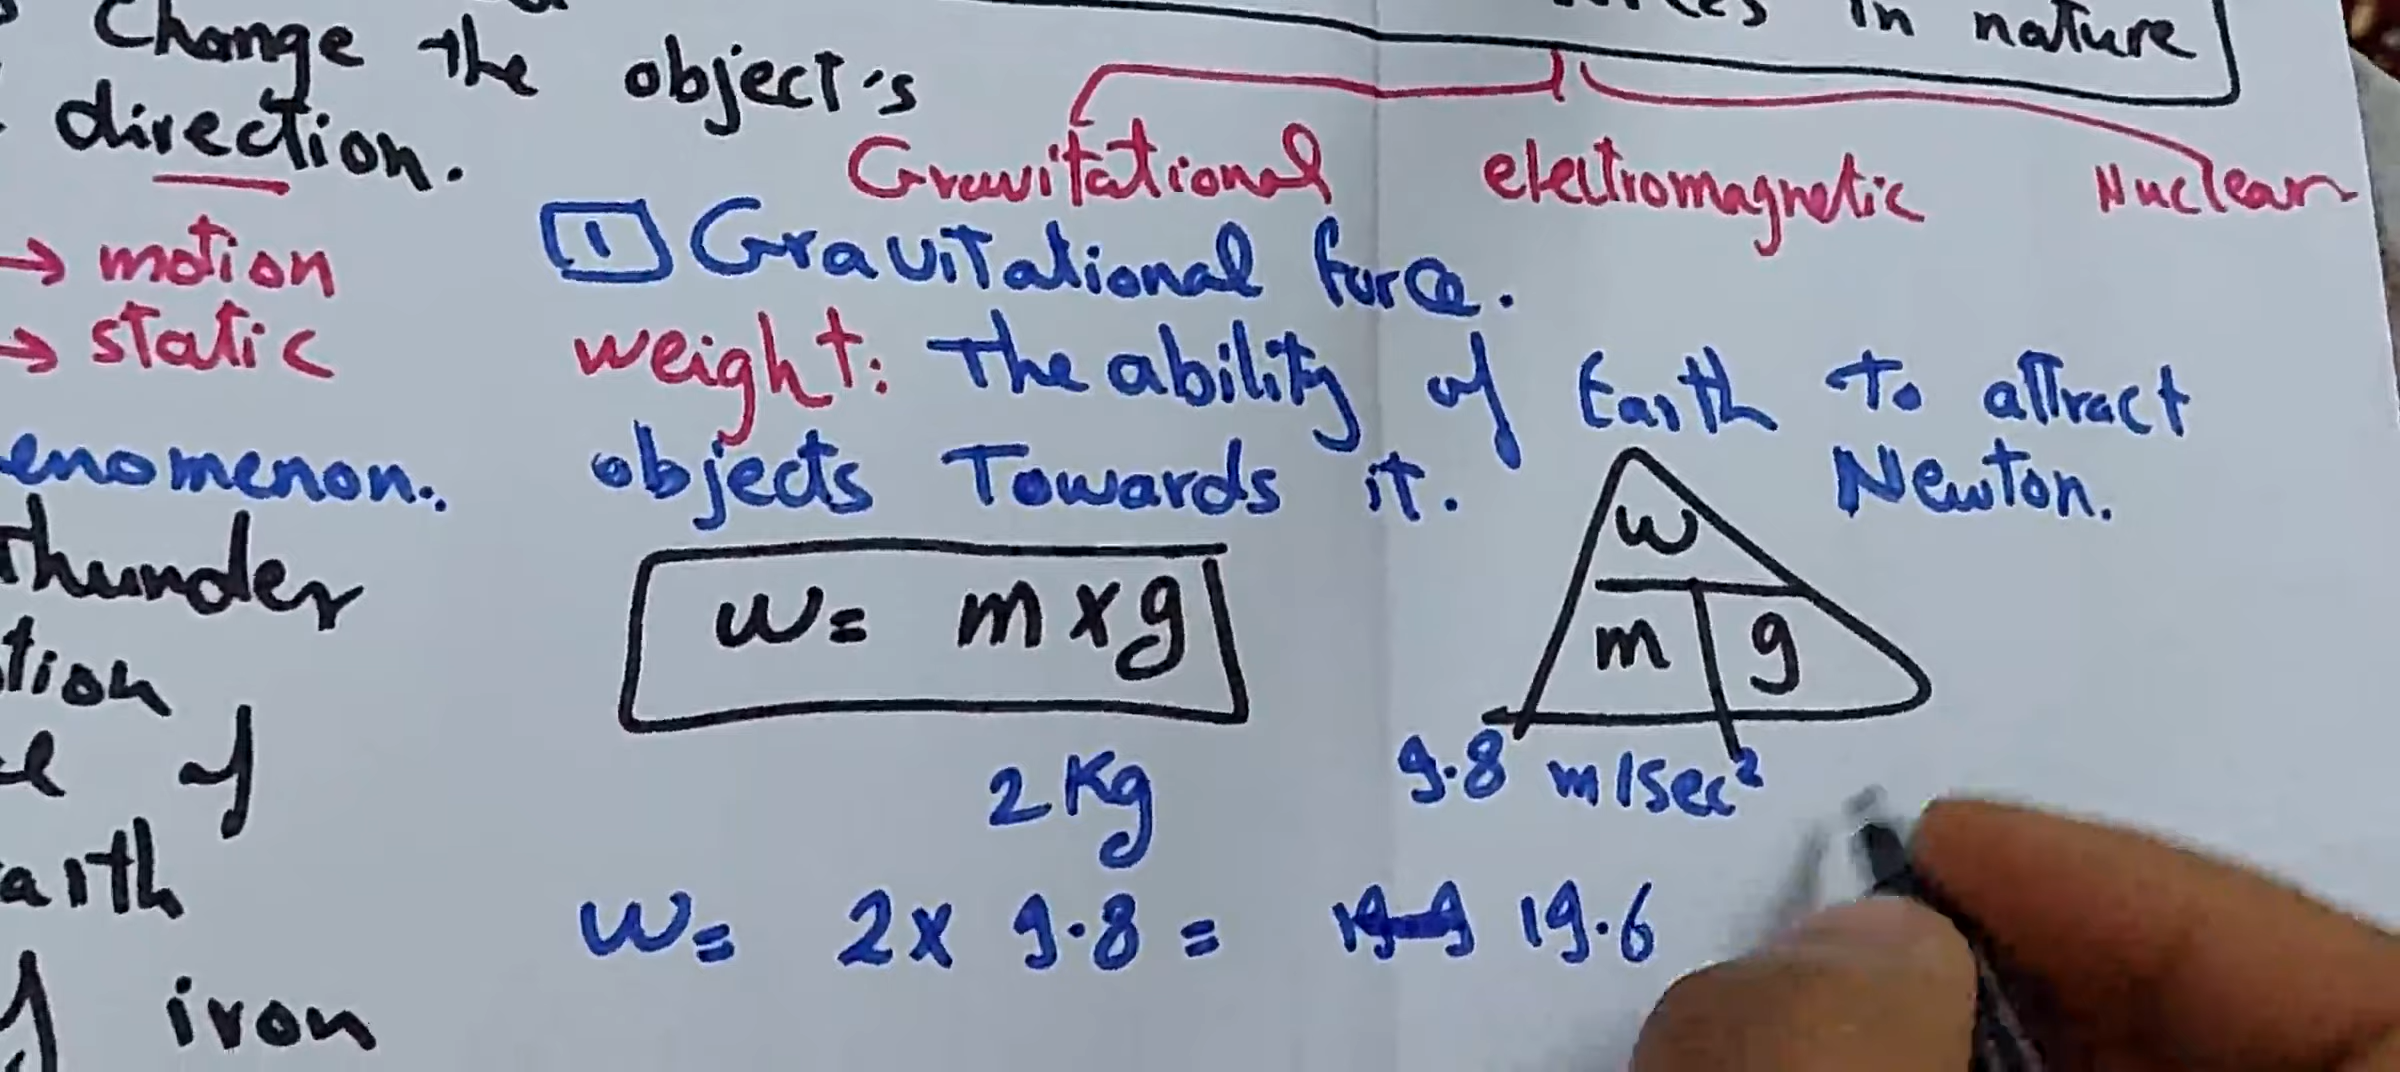 Change the object's
direction.
→ motion
→ static
enomenon.
thunder
tion
of
arth
iron
in nature
Gravitational electromagnetic Nuclear
1 Gravitational force.
weight: The ability of Earth to attract
objects Towards it. Newton.
w= m x g
w
m g
2 Kg 9.8 m/sec²
w= 2 x 9.8 = 19.6